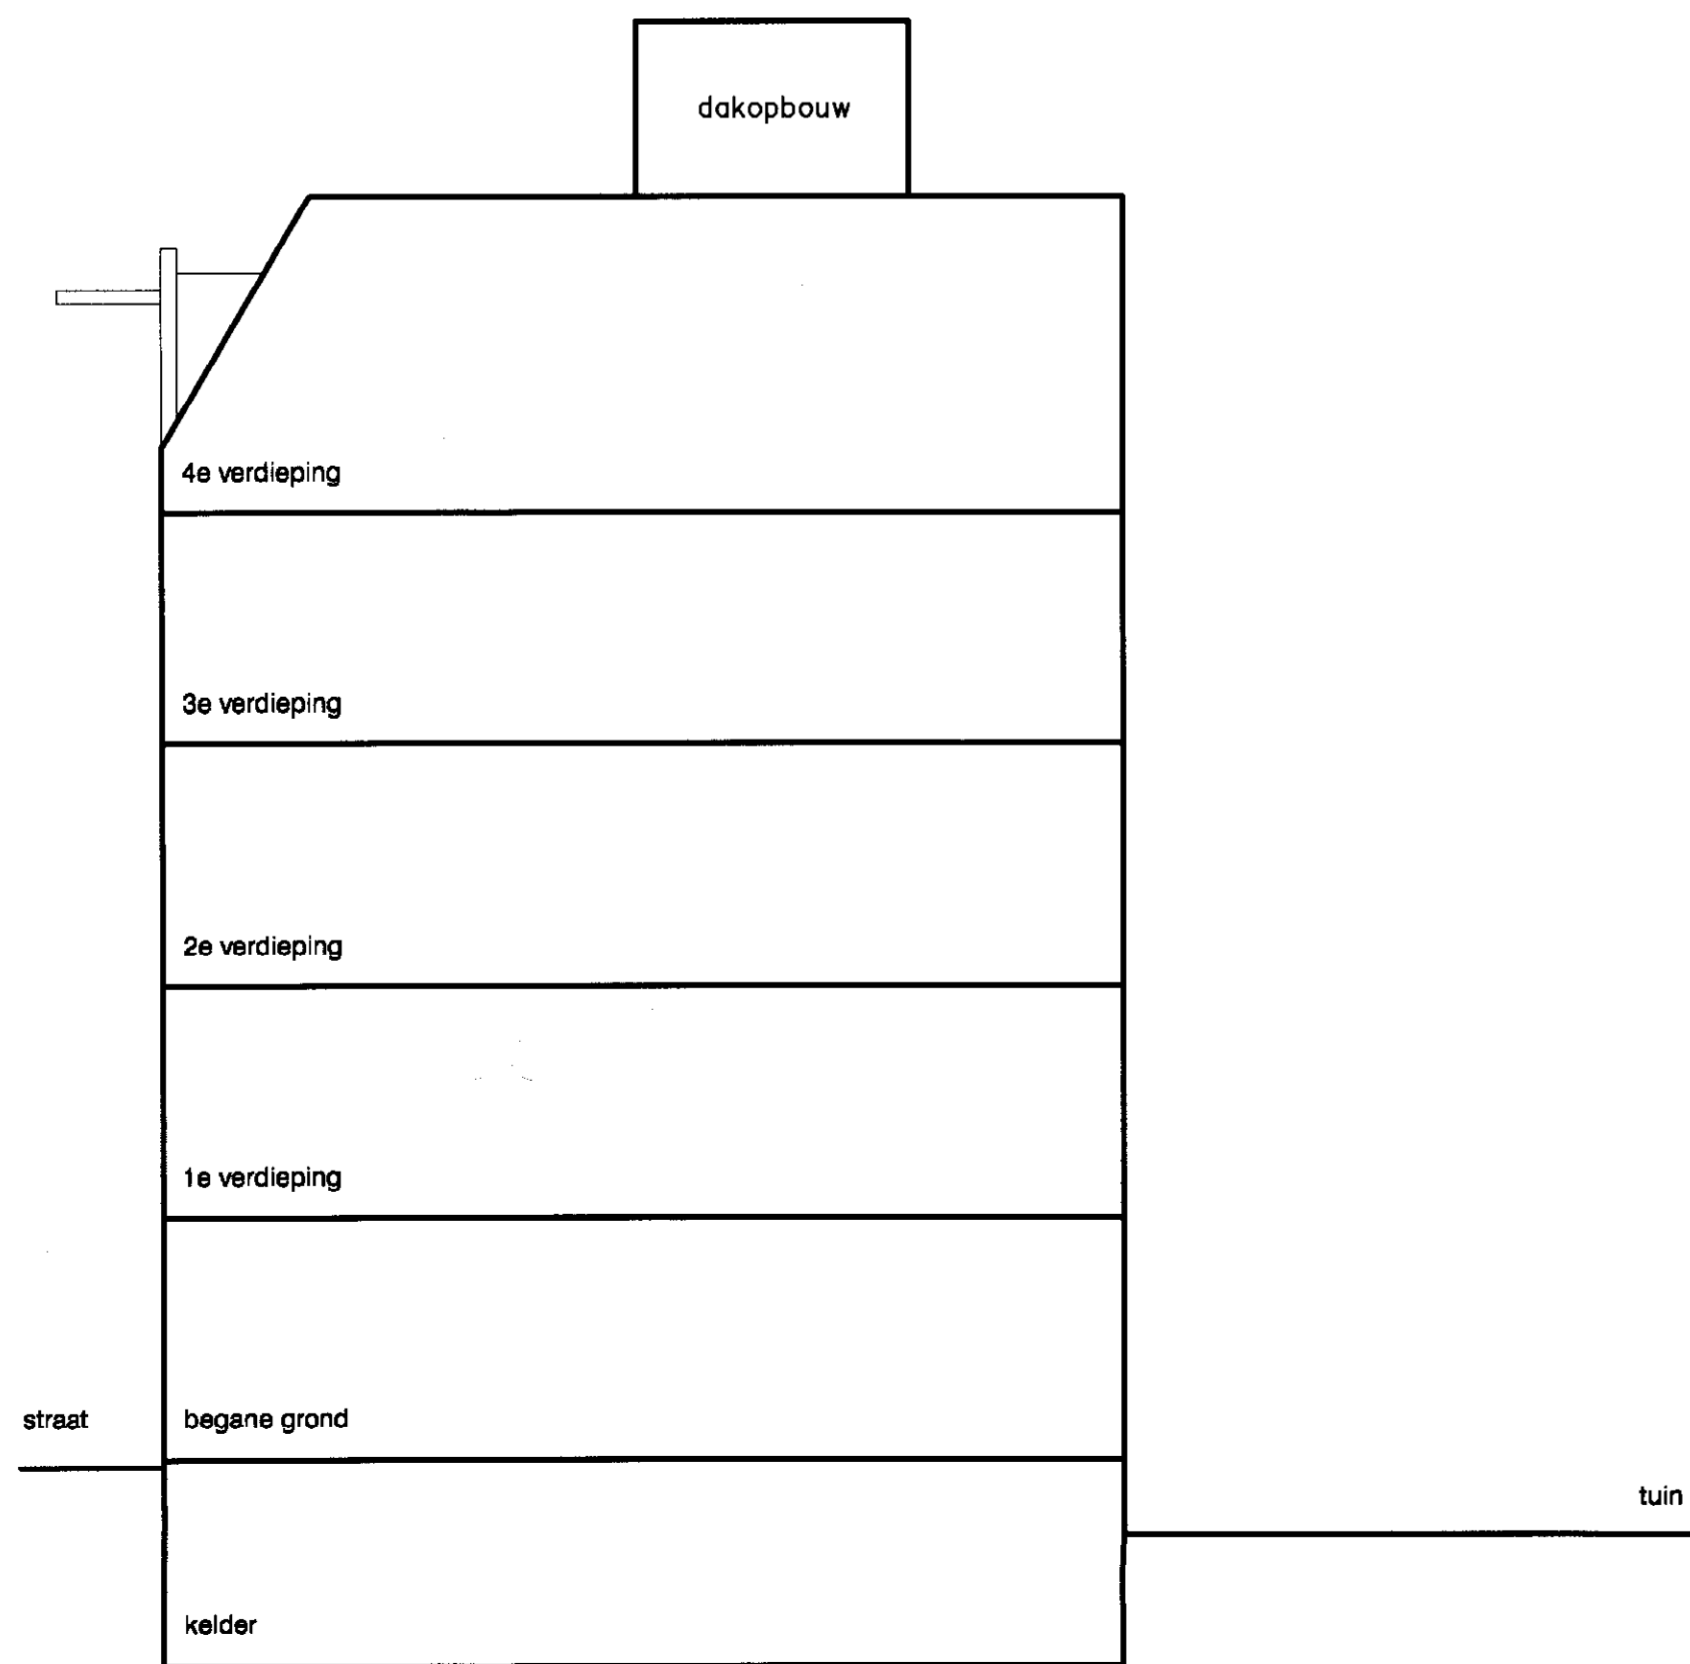 dakopbouw
4e verdieping
3e verdieping
2e verdieping
1e verdieping
straat
begane grond
tuin
kelder